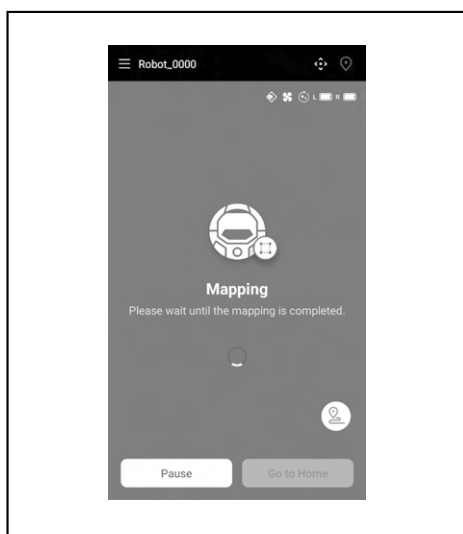 Robot_0000
L R
Mapping
Please wait until the mapping is completed.
Pause Go to Home